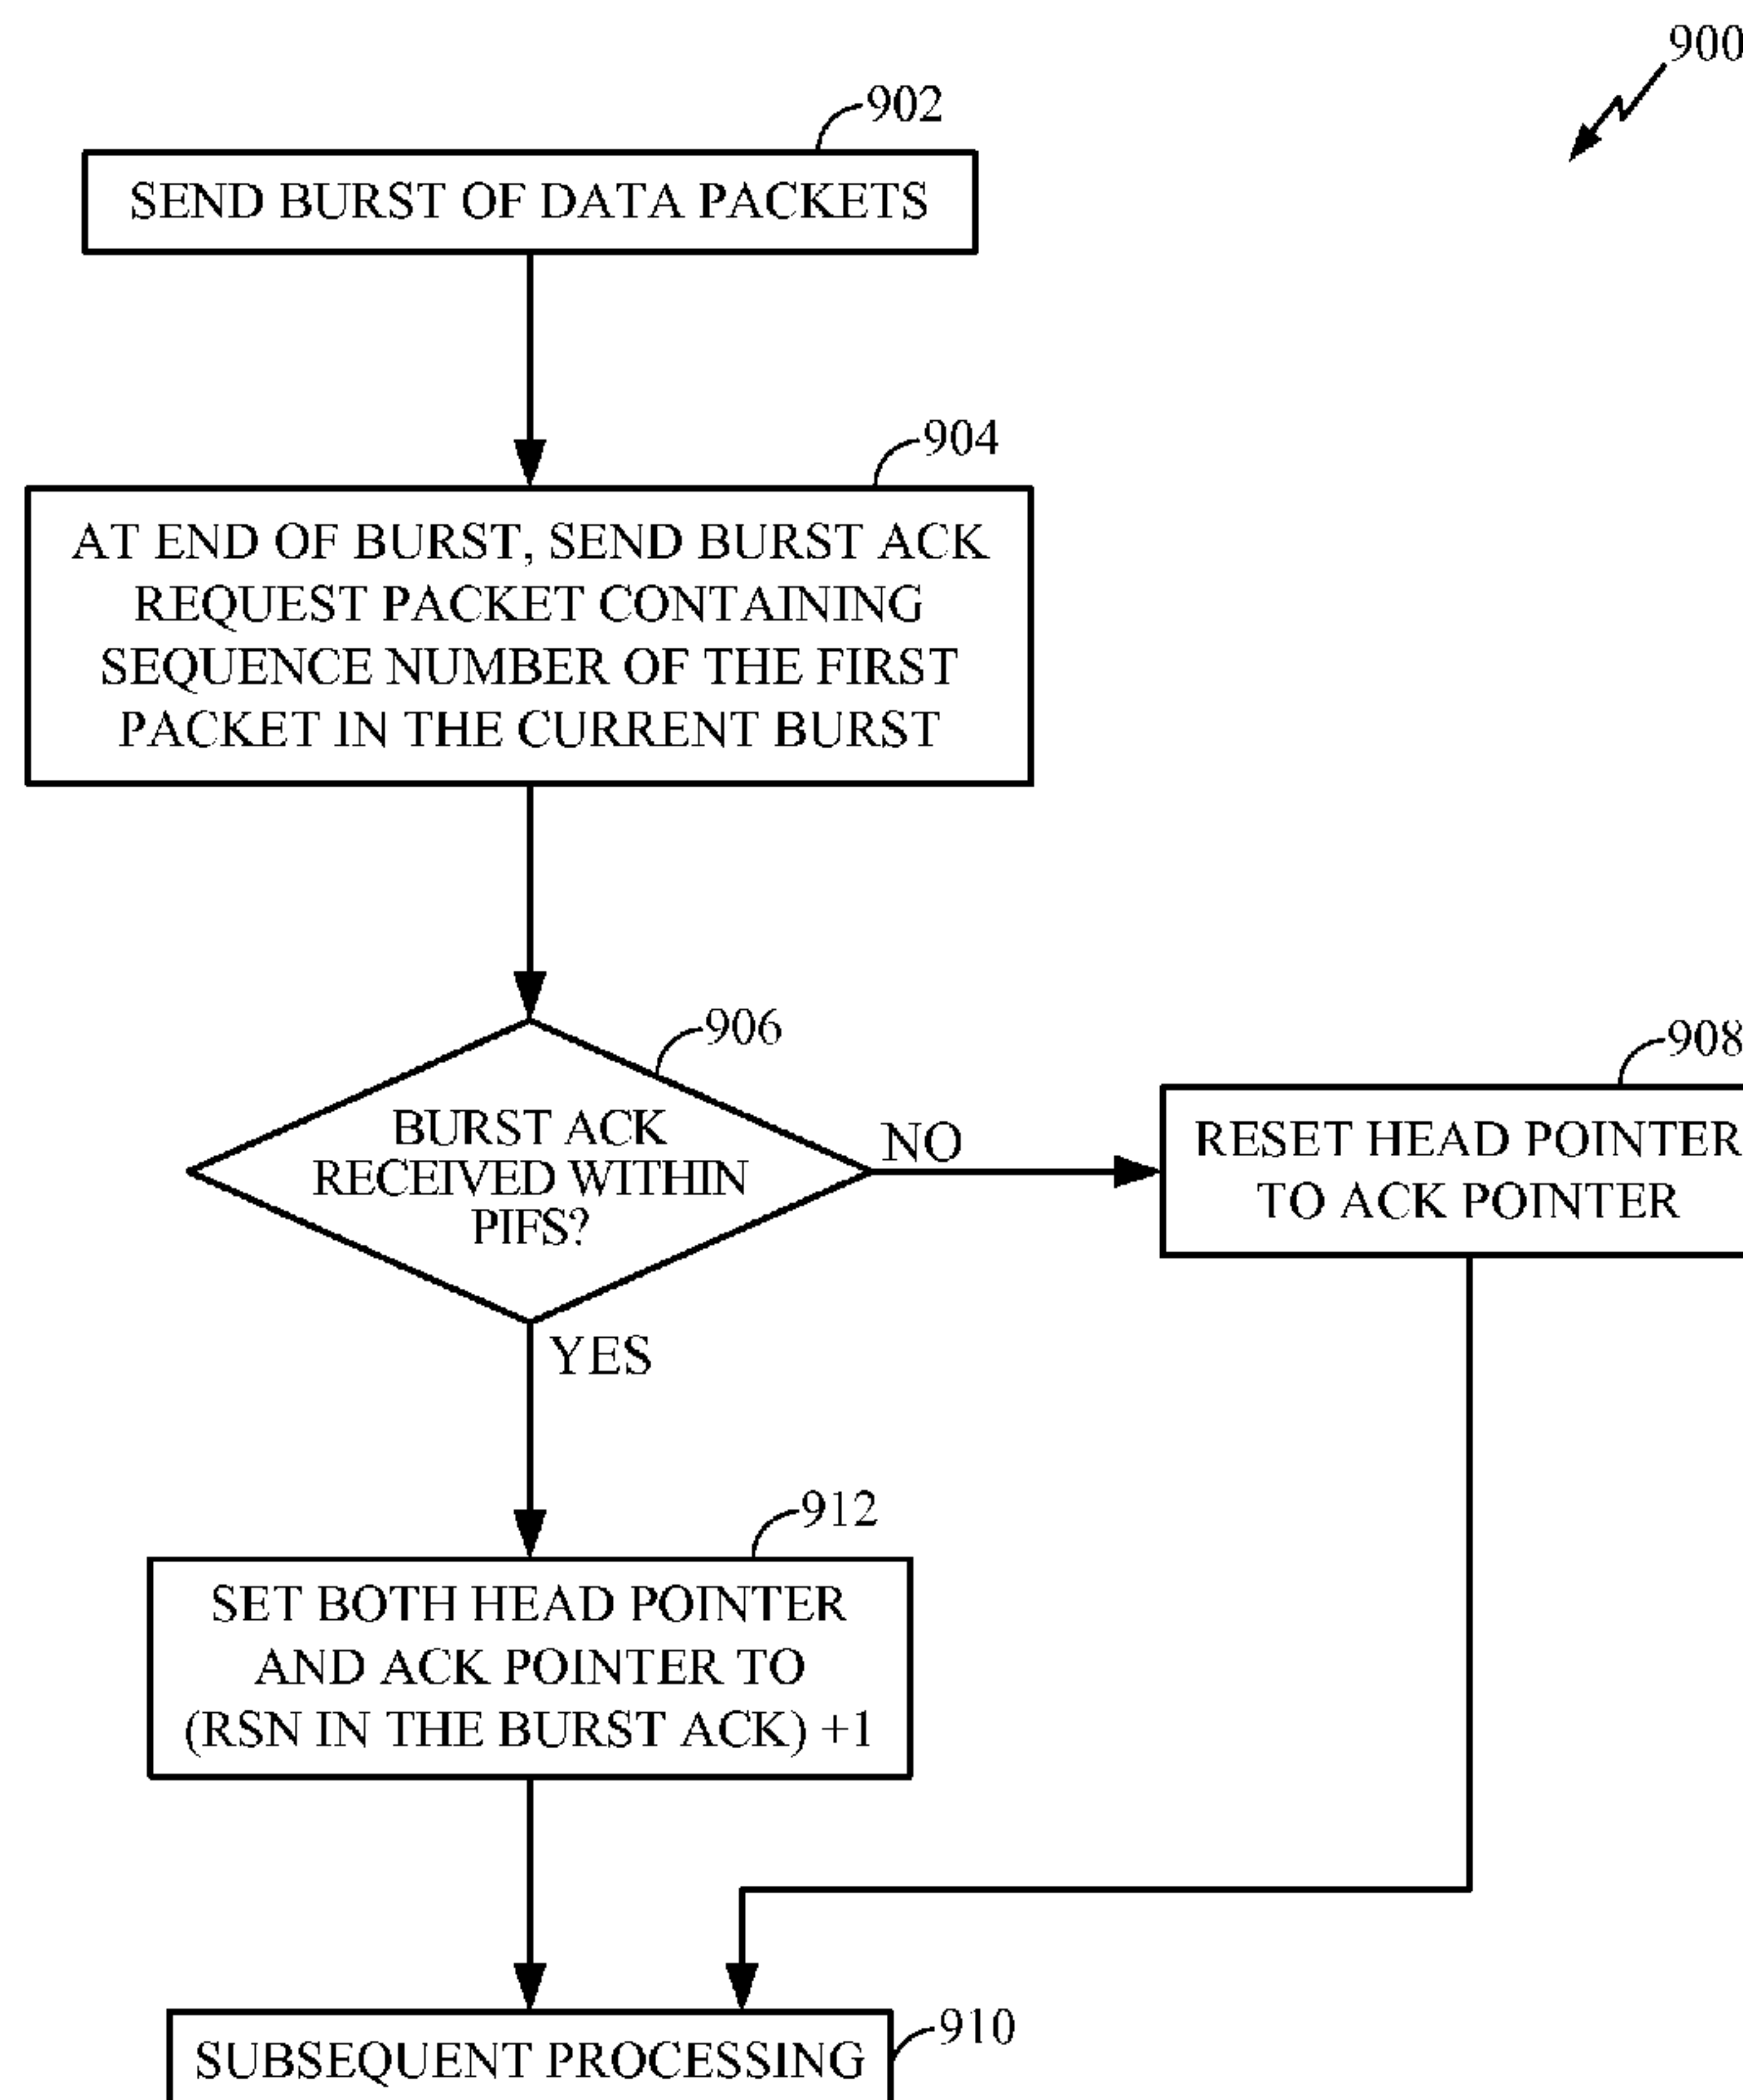 900
902
SEND BURST OF DATA PACKETS
904
AT END OF BURST, SEND BURST ACK
REQUEST PACKET CONTAINING
SEQUENCE NUMBER OF THE FIRST
PACKET IN THE CURRENT BURST
906
BURST ACK
RECEIVED WITHIN
PIFS?
NO
908
RESET HEAD POINTER
TO ACK POINTER
YES
912
SET BOTH HEAD POINTER
AND ACK POINTER TO
(RSN IN THE BURST ACK) +1
910
SUBSEQUENT PROCESSING